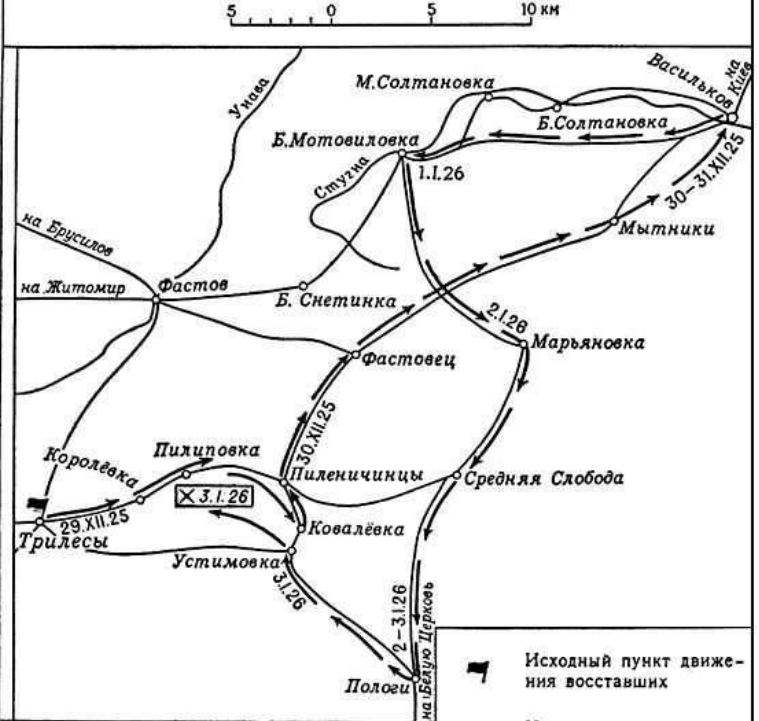 5 0 5 10 км
Унава
М.Солтановка
Васильков
на Киев
Б.Солтановка
Б.Мотовиловка
Стугна
1.I.26
30–31.XII.25
Мытники
на Брусилов
на Житомир
Фастов
Б. Снетинка
2.I.26
Марьяновка
Фастовец
30.XII.25
Королёвка
Пилиповка
Пиленичинцы
Средняя Слобода
3.I.26
29.XII.25
Трилесы
Ковалёвка
Устимовка
3.I.26
2–3.I.26
на Белую Церковь
Пологи
Исходный пункт движе-
ния восставших